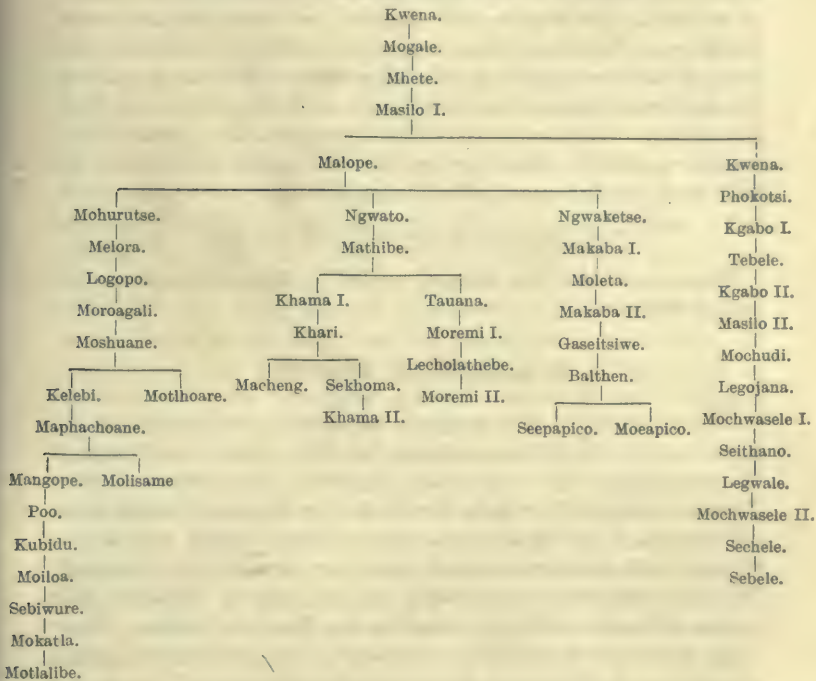 Kwena.
Mogale.
Mhete.
Masilo I.
Malope. Kwena.
Phokotsi.
Mohurutse. Ngwato. Ngwaketse.
Kgabo I.
Melora. Mathibe. Makaba I.
Tebele.
Logopo. Moleta.
Kgabo II.
Khama I. Tauana.
Moroagali. Makaba II.
Masilo II.
Khari. Moremi I.
Moshuane. Gaseitsiwe.
Mochudi.
Lecholathebe.
Balthen.
Macheng. Sekhoma. Legojana.
Kelebi. Motlhoare. Moremi II.
Khama II. Mochwasele I.
Maphachoane. Seepapico. Moeapico.
Seithano.
Mangope. Molisame Legwale.
Poo. Mochwasele II.
Kubidu. Sechele.
Moiloa. Sebele.
Sebiwure.
Mokatla.
Motlalibe.